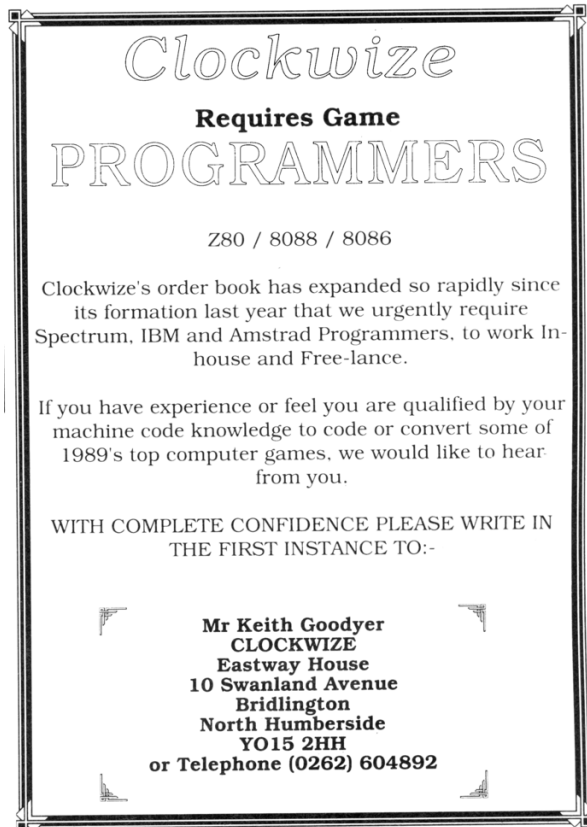 Clockwize
Requires Game
PROGRAMMERS
Z80 / 8088 / 8086
Clockwize's order book has expanded so rapidly since
its formation last year that we urgently require
Spectrum, IBM and Amstrad Programmers, to work In-
house and Free-lance.
If you have experience or feel you are qualified by your
machine code knowledge to code or convert some of
1989's top computer games, we would like to hear
from you.
WITH COMPLETE CONFIDENCE PLEASE WRITE IN
THE FIRST INSTANCE TO:-
Mr Keith Goodyer
CLOCKWIZE
Eastway House
10 Swanland Avenue
Bridlington
North Humberside
YO15 2HH
or Telephone (0262) 604892